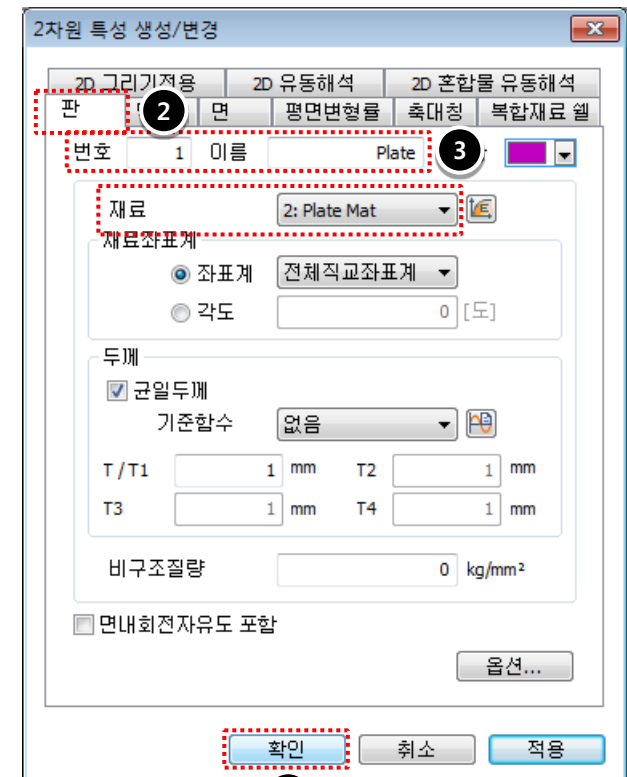 2차원 특성 생성/변경
2D 그리기전용 2D 유동해석 2D 혼합물 유동해석
판 2 면 평면변형률 축대칭 복합재료 쉘
번호 1 이름 Plate 3
재료 2: Plate Mat
재료좌표계
좌표계 전체직교좌표계
각도 0 [도]
두께
균일두께
기준함수 없음
T / T1 1 mm T2 1 mm
T3 1 mm T4 1 mm
비구조질량 0 kg/mm²
면내회전자유도 포함
옵션...
확인 취소 적용